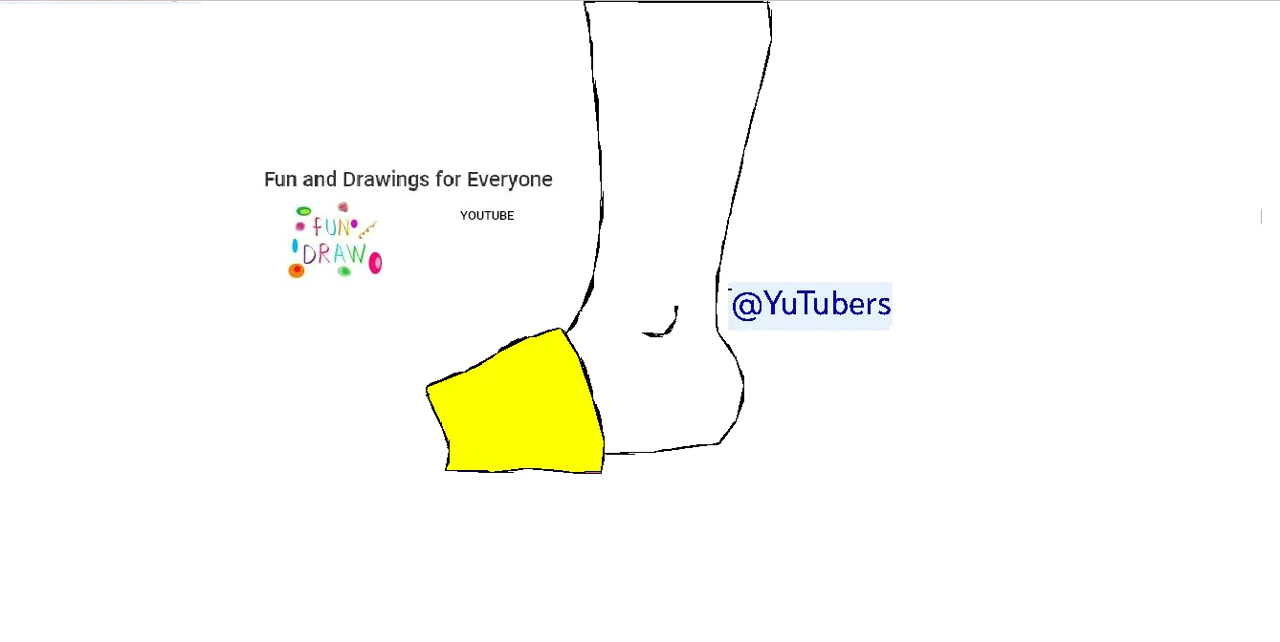 Fun and Drawings for Everyone
YOUTUBE
FUN
DRAW
@YuTubers